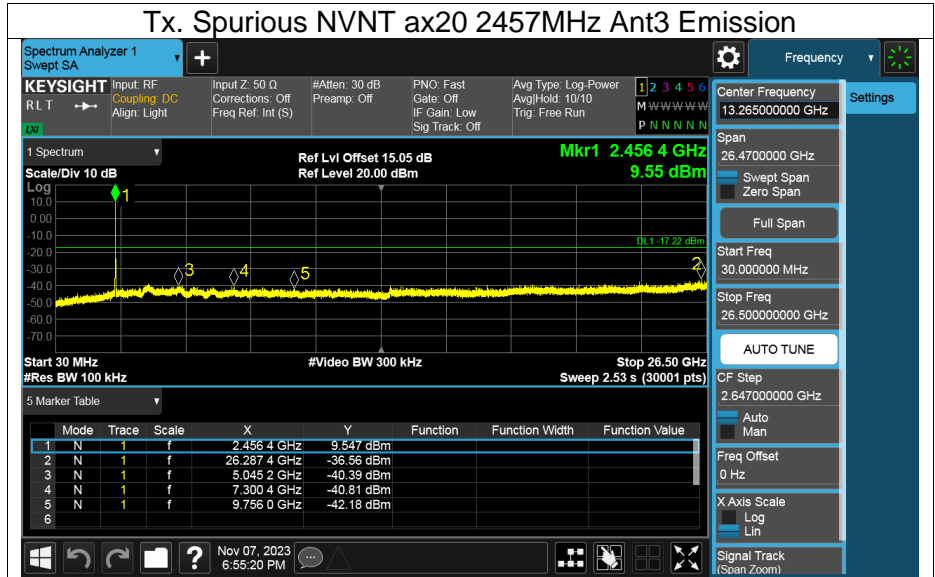 Tx. Spurious NVNT ax20 2457MHz Ant3 Emission
Spectrum Analyzer 1
Swept SA
+
Frequency
KEYSIGHT
RLT
LXI
Input: RF
Coupling: DC
Align: Light
Input Z: 50 Ω
Corrections: Off
Freq Ref: Int (S)
#Atten: 30 dB
Preamp: Off
PNO: Fast
Gate: Off
IF Gain: Low
Sig Track: Off
Avg Type: Log-Power
Avg|Hold: 10/10
Trig: Free Run
1 2 3 4 5 6
M W W W W W
P N N N N N
1 Spectrum
Scale/Div 10 dB
Ref Lvl Offset 15.05 dB
Ref Level 20.00 dBm
Mkr1 2.456 4 GHz
9.55 dBm
Log
10.0
0.00
-10.0
-20.0
-30.0
-40.0
-50.0
-60.0
-70.0
1
DL1 -17.22 dBm
3
4
5
2
Start 30 MHz
#Res BW 100 kHz
#Video BW 300 kHz
Stop 26.50 GHz
Sweep 2.53 s (30001 pts)
5 Marker Table
Mode Trace Scale X Y Function Function Width Function Value
1 N 1 f 2.456 4 GHz 9.547 dBm
2 N 1 f 26.287 4 GHz -36.56 dBm
3 N 1 f 5.045 2 GHz -40.39 dBm
4 N 1 f 7.300 4 GHz -40.81 dBm
5 N 1 f 9.756 0 GHz -42.18 dBm
6
?
Nov 07, 2023
6:55:20 PM
Center Frequency
13.265000000 GHz
Span
26.4700000 GHz
Swept Span
Zero Span
Full Span
Start Freq
30.000000 MHz
Stop Freq
26.500000000 GHz
AUTO TUNE
CF Step
2.647000000 GHz
Auto
Man
Freq Offset
0 Hz
X Axis Scale
Log
Lin
Signal Track
(Span Zoom)
Settings